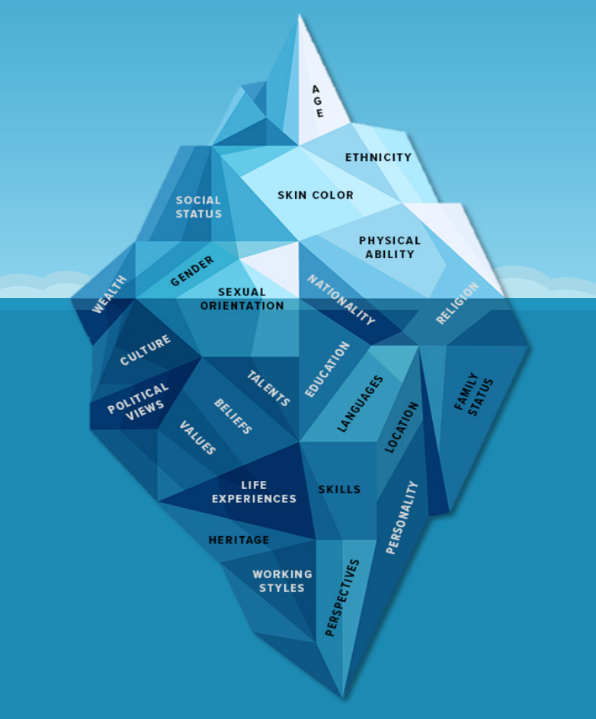 AGE
ETHNICITY
SKIN COLOR
SOCIAL
STATUS
PHYSICAL
ABILITY
GENDER
WEALTH
SEXUAL
ORIENTATION
NATIONALITY
RELIGION
CULTURE
EDUCATION
TALENTS
POLITICAL
VIEWS
BELIEFS
VALUES
LANGUAGES
LOCATION
FAMILY
STATUS
LIFE
EXPERIENCES
SKILLS
PERSONALITY
HERITAGE
WORKING
STYLES
PERSPECTIVES